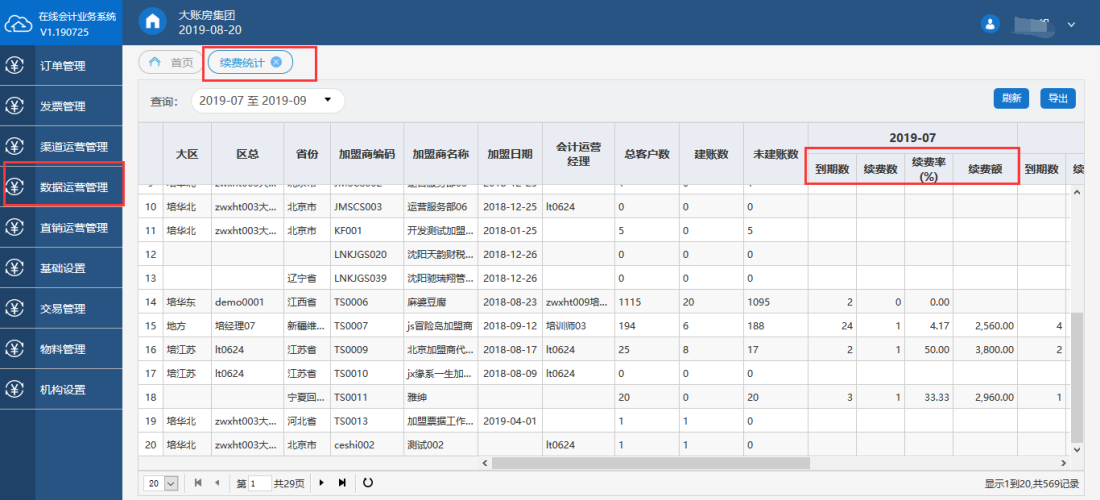 在线会计业务系统
V1.190725
大账房集团
2019-08-20
订单管理
发票管理
渠道运营管理
数据运营管理
直销运营管理
基础设置
交易管理
物料管理
机构设置
首页 续费统计
查询: 2019-07 至 2019-09 刷新 导出
大区 区总 省份 加盟商编码 加盟商名称 加盟日期 会计运营经理 总客户数 建账数 未建账数 2019-07
到期数 续费数 续费率(%) 续费额 到期数 续
10 培华北 zwxht003大... 北京市 JMSCS003 运营服务部06 2018-12-25 lt0624 0 0 0
11 培华北 zwxht003大... 北京市 KF001 开发测试加盟... 2018-01-25 5 0 5
12 LNKJGS020 沈阳天韵财税... 2018-12-26 0 0 0
13 辽宁省 LNKJGS039 沈阳驰瑞翔管... 2018-12-26 0 0 0
14 培华东 demo0001 江西省 TS0006 麻婆豆腐 2018-08-23 zwxht009培... 1115 20 1095 2 0 0.00
15 地方 培经理07 新疆维... TS0007 js冒险岛加盟商 2018-09-12 培训师03 194 6 188 24 1 4.17 2,560.00 4
16 培江苏 lt0624 江苏省 TS0009 北京加盟商代... 2018-08-17 lt0624 25 8 17 2 1 50.00 3,800.00 2
17 培江苏 lt0624 江苏省 TS0010 jx缘系一生加... 2018-08-09 lt0624 0 0 0
18 宁夏回... TS0011 雅绅 20 0 20 3 1 33.33 2,960.00 1
19 培华北 zwxht003大... 河北省 TS0013 加盟票据工作... 2019-04-01 1 1 0
20 培华北 zwxht003大... 北京市 ceshi002 测试002 lt0624 1 1 0
20 第 1 共29页 显示1到20,共569记录